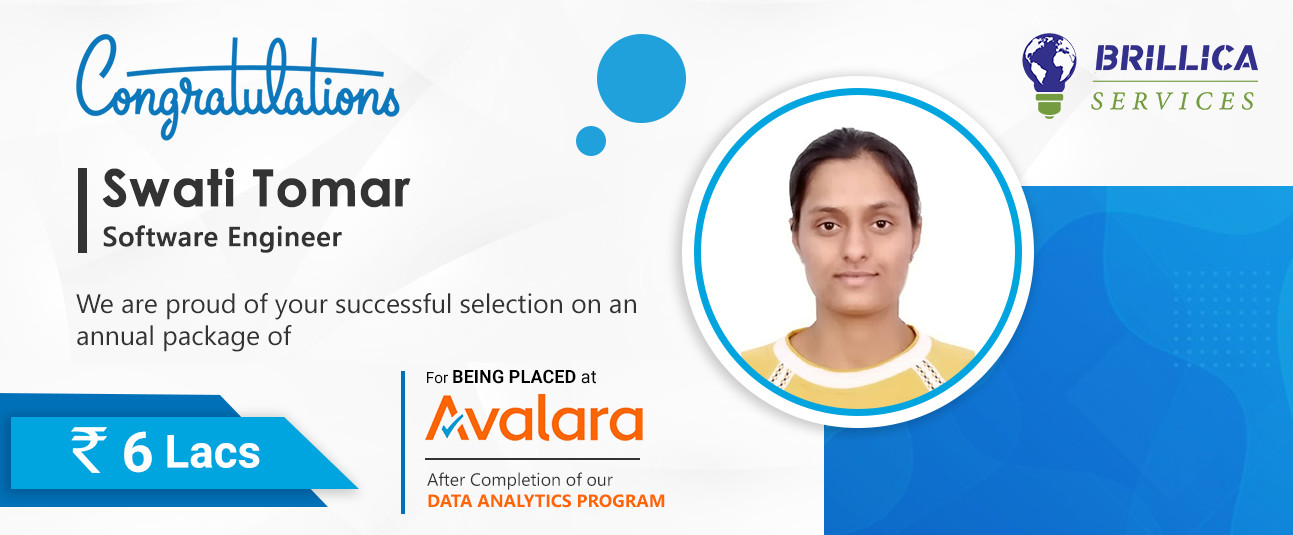 Congratulations
BRILLICA
SERVICES
Swati Tomar
Software Engineer
We are proud of your successful selection on an
annual package of
₹ 6 Lacs
For BEING PLACED at
Avalara
After Completion of our
DATA ANALYTICS PROGRAM